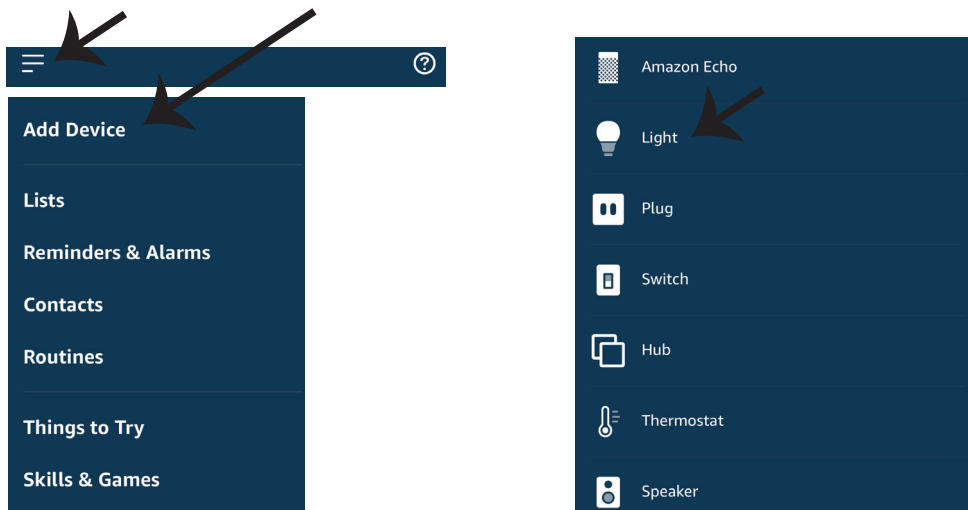 ?
Add Device
Lists
Reminders & Alarms
Contacts
Routines
Things to Try
Skills & Games
Amazon Echo
Light
Plug
Switch
Hub
Thermostat
Speaker